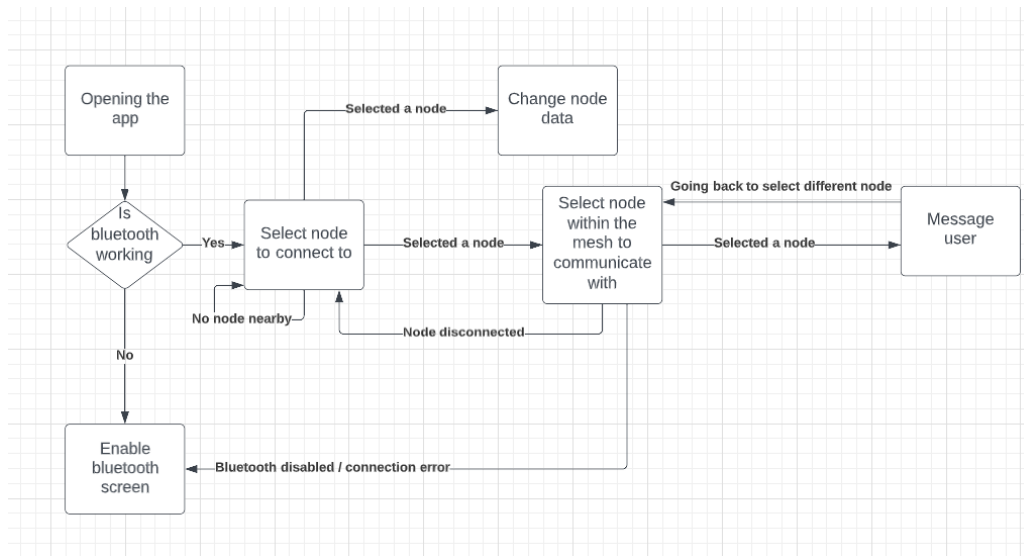 Opening the
app
Selected a node
Change node
data
Is
bluetooth
working
Yes
Select node
to connect to
Selected a node
Select node
within the
mesh to
communicate
with
Going back to select different node
Selected a node
Message
user
No node nearby
Node disconnected
No
Enable
bluetooth
screen
Bluetooth disabled / connection error